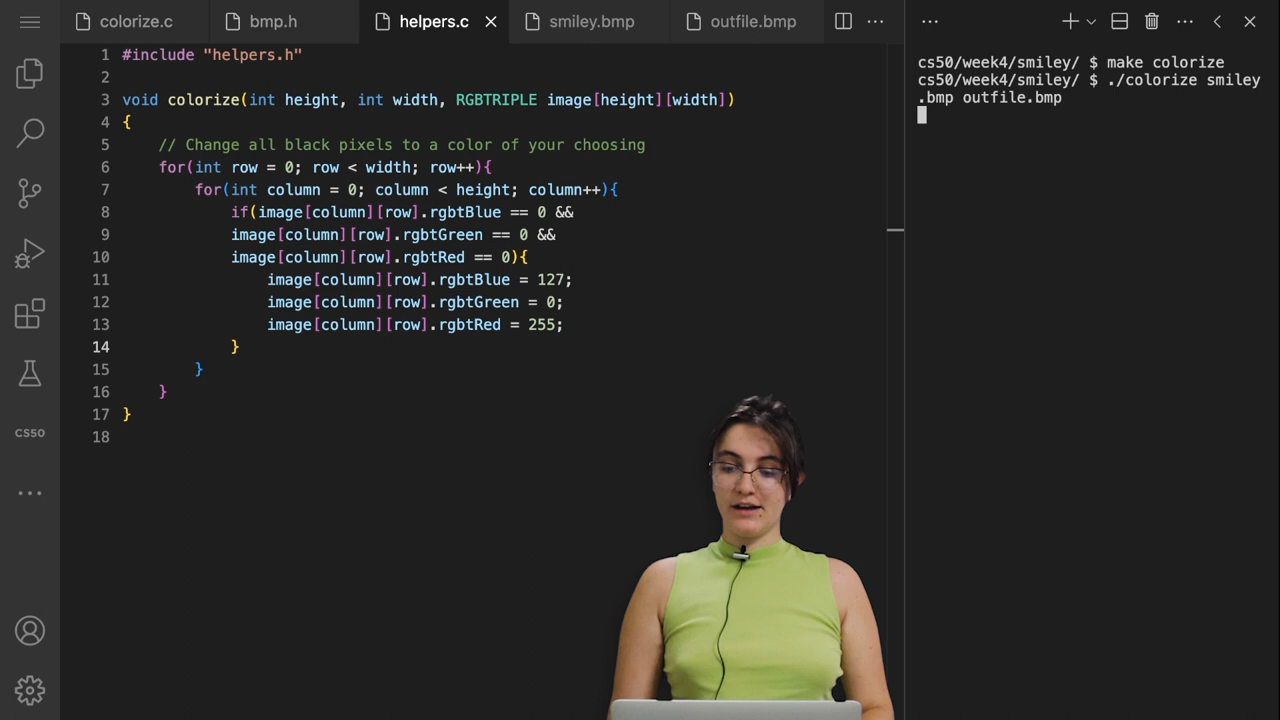 colorize.c
bmp.h
helpers.c
smiley.bmp
outfile.bmp
1 #include "helpers.h"
2
3 void colorize(int height, int width, RGBTRIPLE image[height][width])
4 {
5 // Change all black pixels to a color of your choosing
6 for(int row = 0; row < width; row++){
7 for(int column = 0; column < height; column++){
8 if(image[column][row].rgbtBlue == 0 &&
9 image[column][row].rgbtGreen == 0 &&
10 image[column][row].rgbtRed == 0){
11 image[column][row].rgbtBlue = 127;
12 image[column][row].rgbtGreen = 0;
13 image[column][row].rgbtRed = 255;
14 }
15 }
16 }
17 }
18
CS50
cs50/week4/smiley/ $ make colorize
cs50/week4/smiley/ $ ./colorize smiley
.bmp outfile.bmp